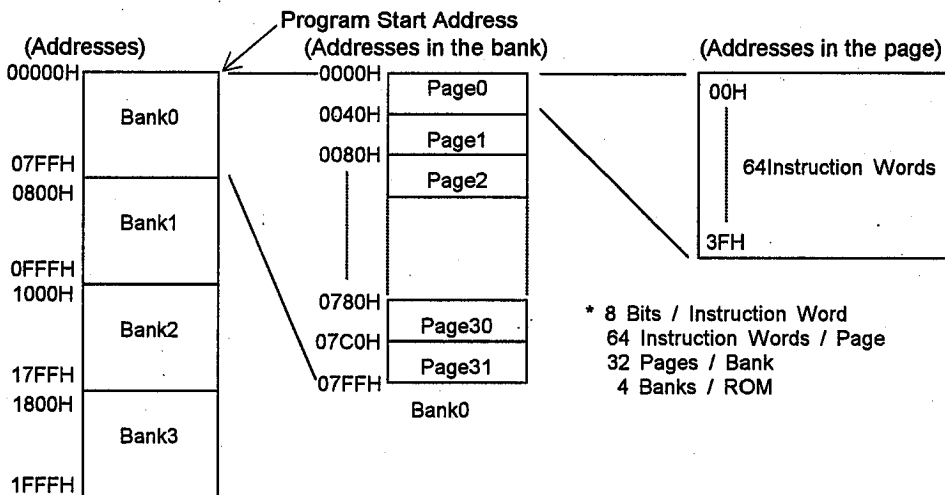 Program Start Address
(Addresses)
(Addresses in the bank)
(Addresses in the page)
00000H
Bank0
07FFH
0800H
Bank1
0FFFH
1000H
Bank2
17FFH
1800H
Bank3
1FFFH
0000H
Page0
0040H
Page1
0080H
Page2
0780H
Page30
07C0H
Page31
07FFH
Bank0
00H
64Instruction Words
3FH
* 8 Bits / Instruction Word
64 Instruction Words / Page
32 Pages / Bank
4 Banks / ROM